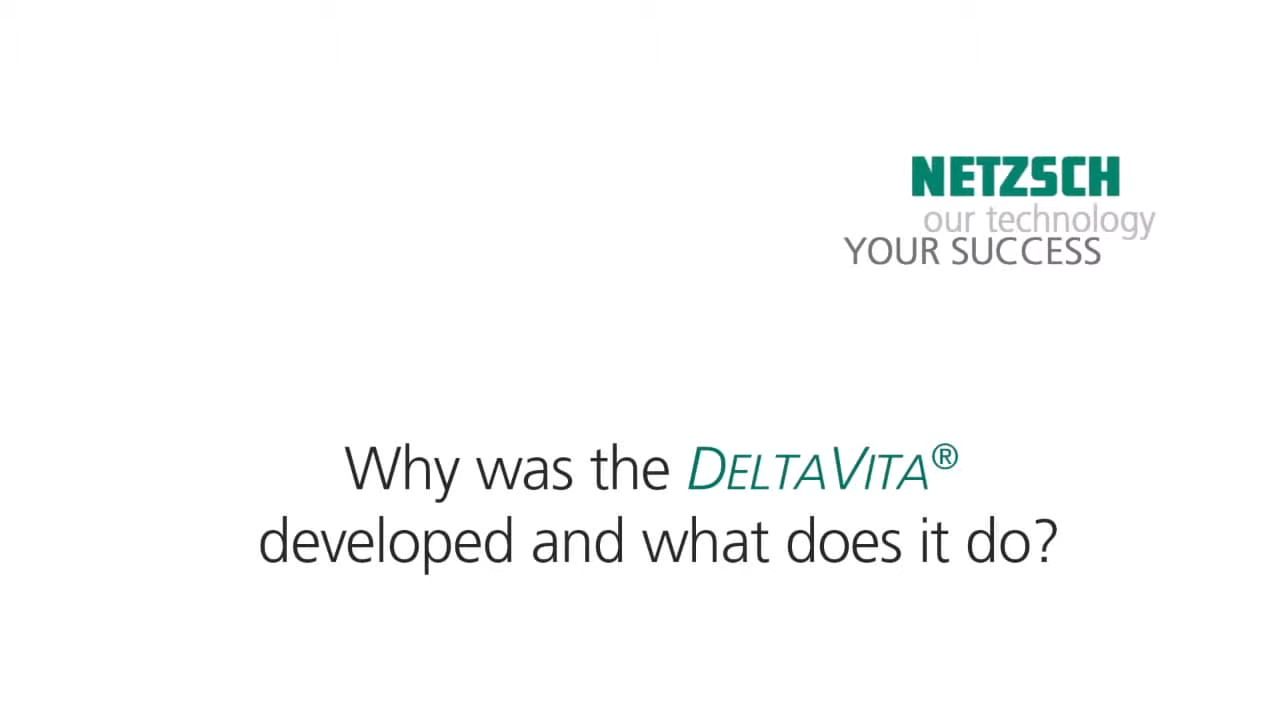 NETZSCH
our technology
YOUR SUCCESS
Why was the DELTAVITA®
developed and what does it do?